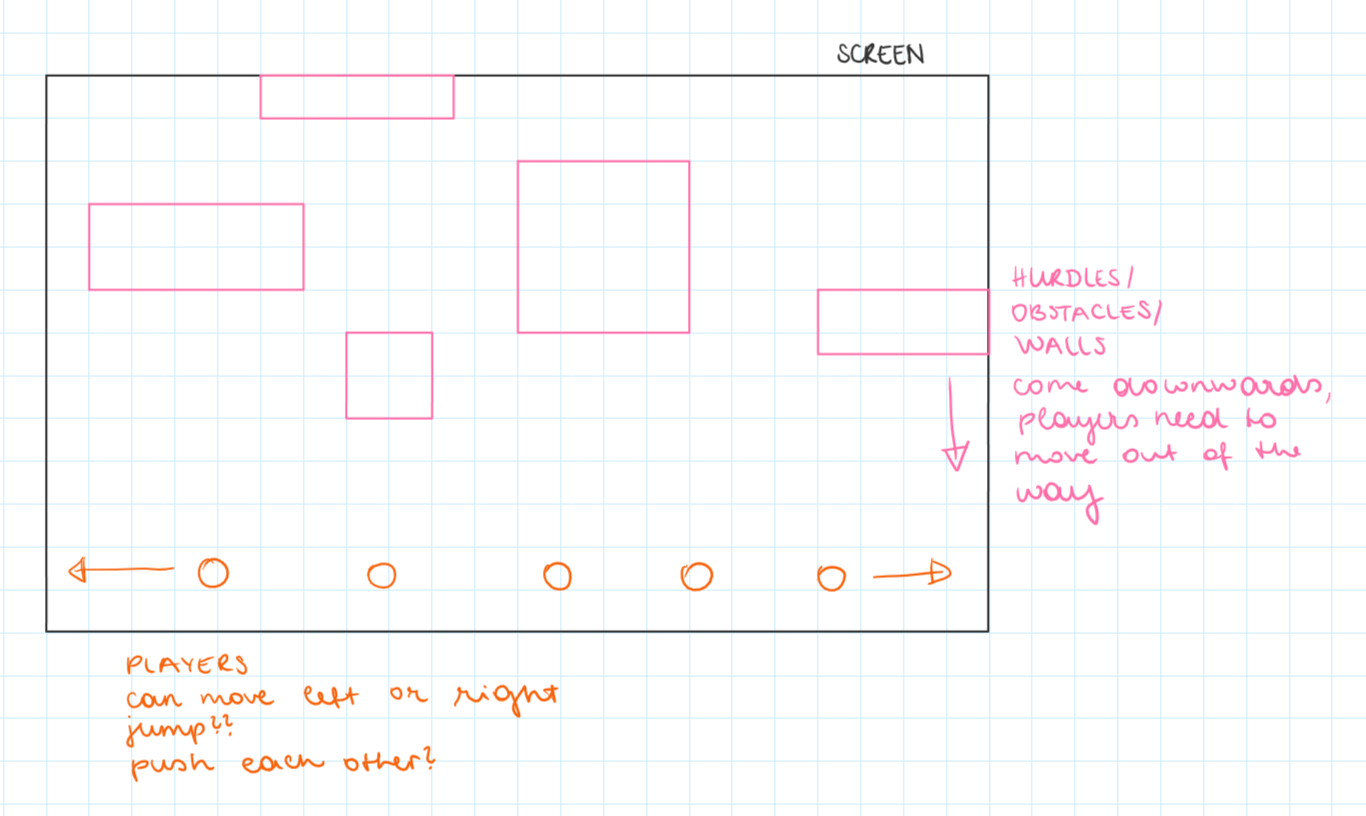 SCREEN
HURDLES/
OBSTACLES/
WALLS
come downwards,
players need to
move out of the
way
PLAYERS
can move left or right
jump??
push each other?